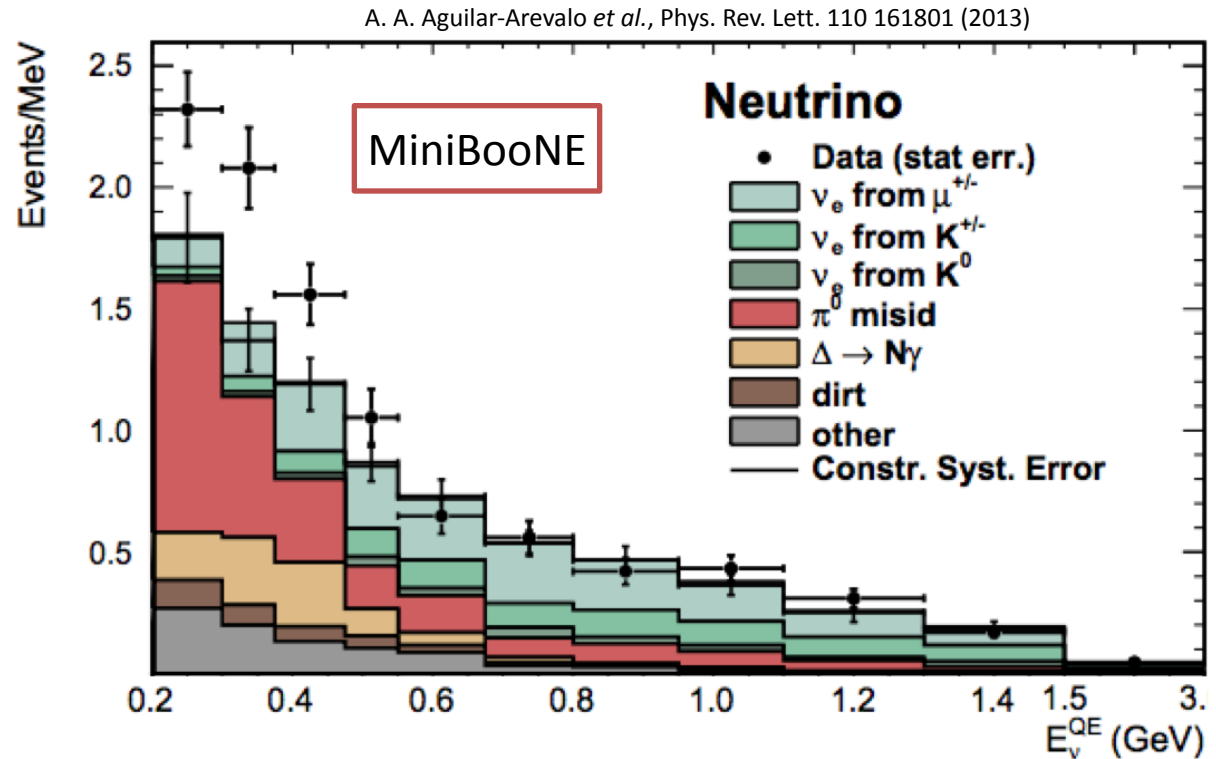 A. A. Aguilar-Arevalo et al., Phys. Rev. Lett. 110 161801 (2013)
Events/MeV
2.5
2.0
1.5
1.0
0.5
MiniBooNE
Neutrino
Data (stat err.)
νe from μ+/-
νe from K+/-
νe from K0
π0 misid
Δ → Nγ
dirt
other
Constr. Syst. Error
0.2 0.4 0.6 0.8 1.0 1.2 1.4 1.5 3.
EνQE (GeV)